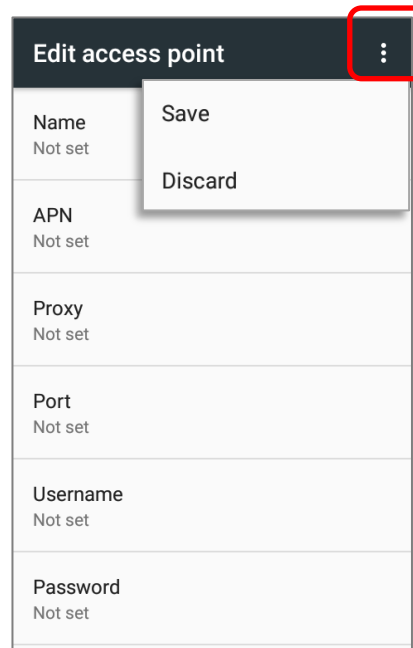 Edit access point
Save
Discard
Name
Not set
APN
Not set
Proxy
Not set
Port
Not set
Username
Not set
Password
Not set